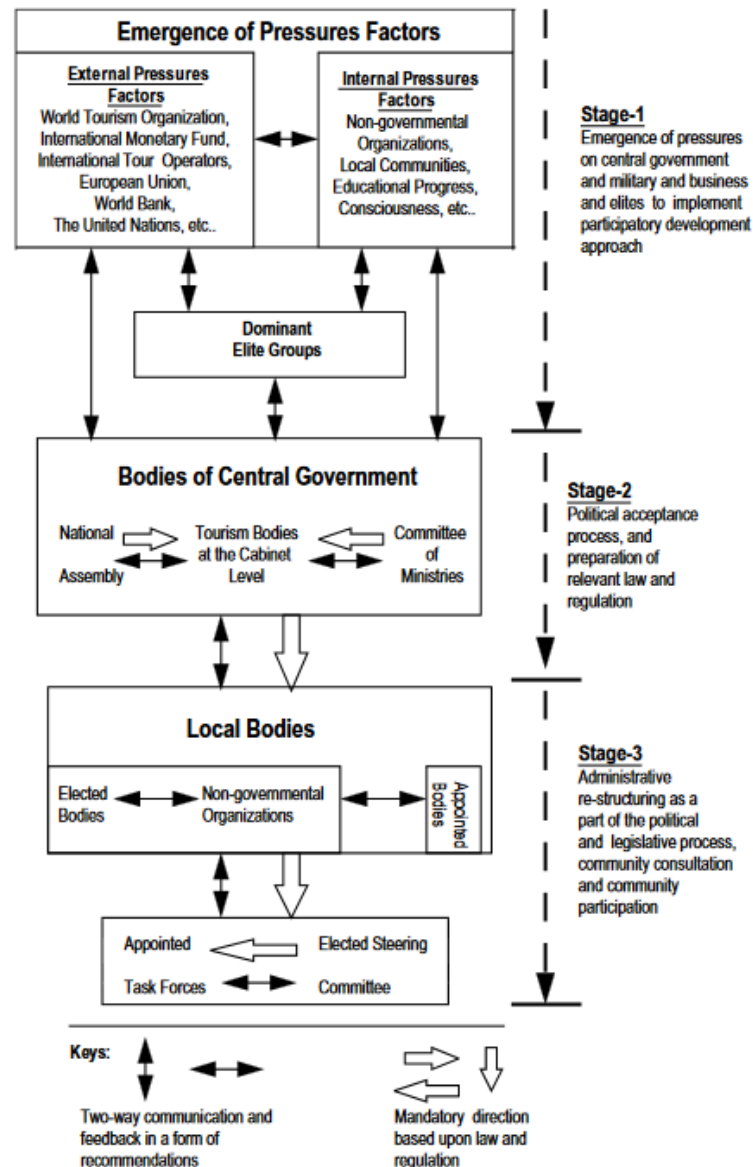 Emergence of Pressures Factors
External Pressures
Factors
World Tourism Organization,
International Monetary Fund,
International Tour Operators,
European Union,
World Bank,
The United Nations, etc..
Internal Pressures
Factors
Non-governmental
Organizations,
Local Communities,
Educational Progress,
Consciousness, etc..
Stage-1
Emergence of pressures
on central government
and military and business
and elites to implement
participatory development
approach
Dominant
Elite Groups
Bodies of Central Government
National
Assembly
Tourism Bodies
at the Cabinet
Level
Committee
of
Ministries
Stage-2
Political acceptance
process, and
preparation of
relevant law and
regulation
Local Bodies
Elected
Bodies
Non-governmental
Organizations
Appointed
Bodies
Stage-3
Administrative
re-structuring as a
part of the political
and legislative process,
community consultation
and community
participation
Appointed
Task Forces
Elected Steering
Committee
Keys:
Two-way communication and
feedback in a form of
recommendations
Mandatory direction
based upon law and
regulation